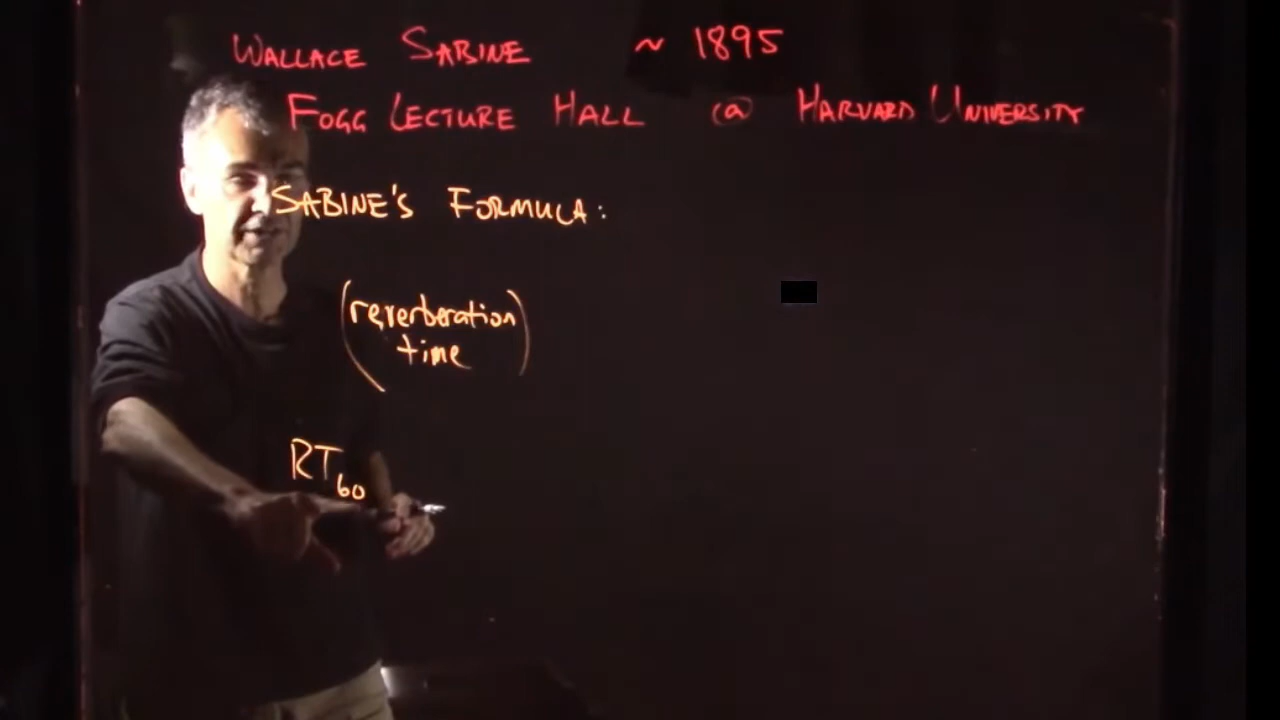 WALLACE SABINE ~ 1895
FOGG LECTURE HALL @ HARVARD UNIVERSITY
SABINE'S FORMULA:
(reverberation
time)
RT60